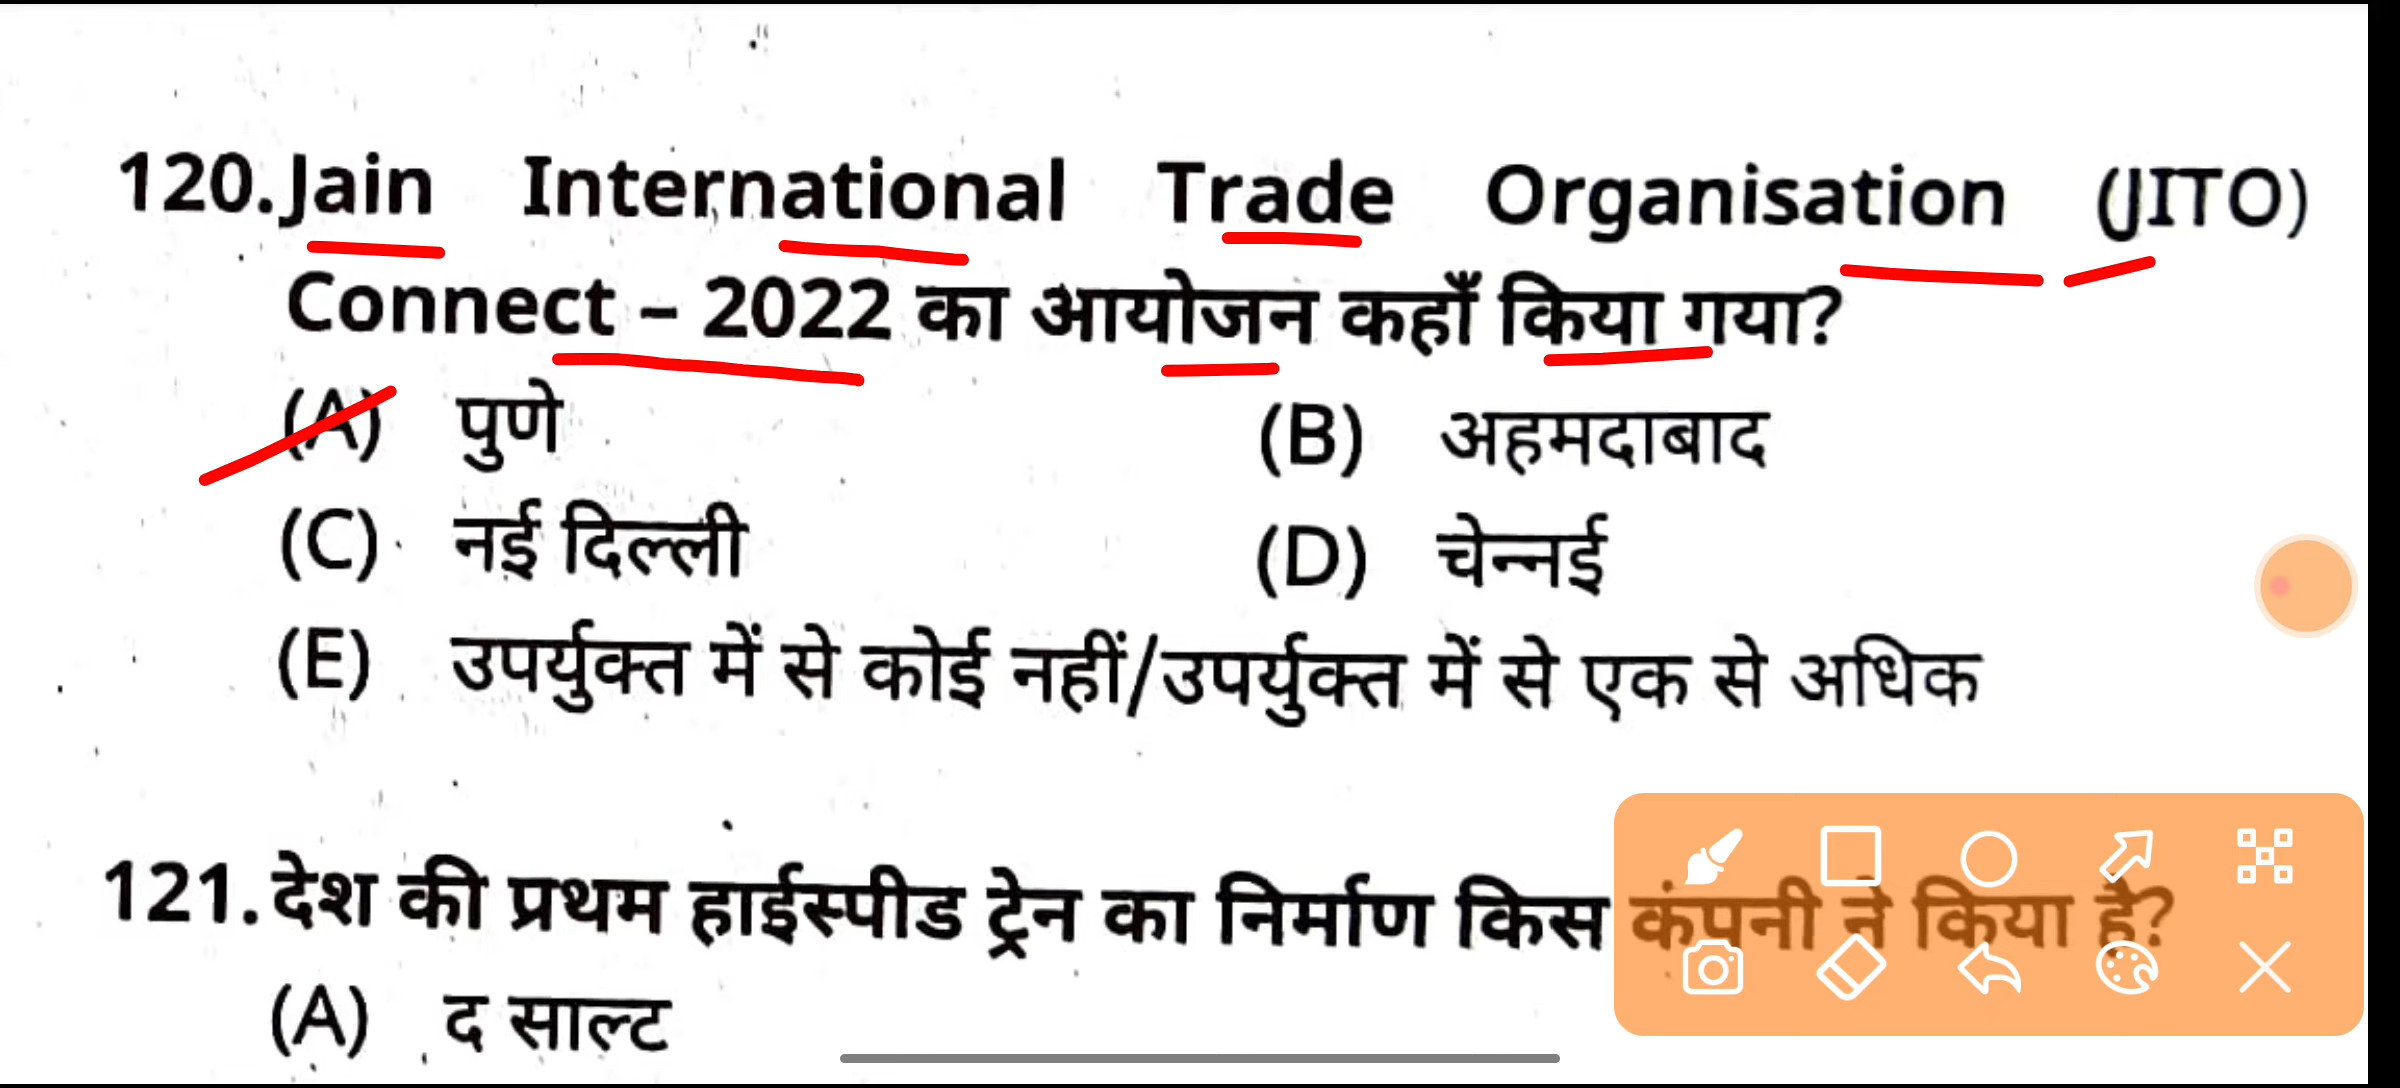 120. Jain International Trade Organisation (JITO)
Connect – 2022 का आयोजन कहाँ किया गया?
(A) पुणे (B) अहमदाबाद
(C) नई दिल्ली (D) चेन्नई
(E) उपर्युक्त में से कोई नहीं/उपर्युक्त में से एक से अधिक
121. देश की प्रथम हाईस्पीड ट्रेन का निर्माण किस कंपनी ने किया है?
(A) द साल्ट